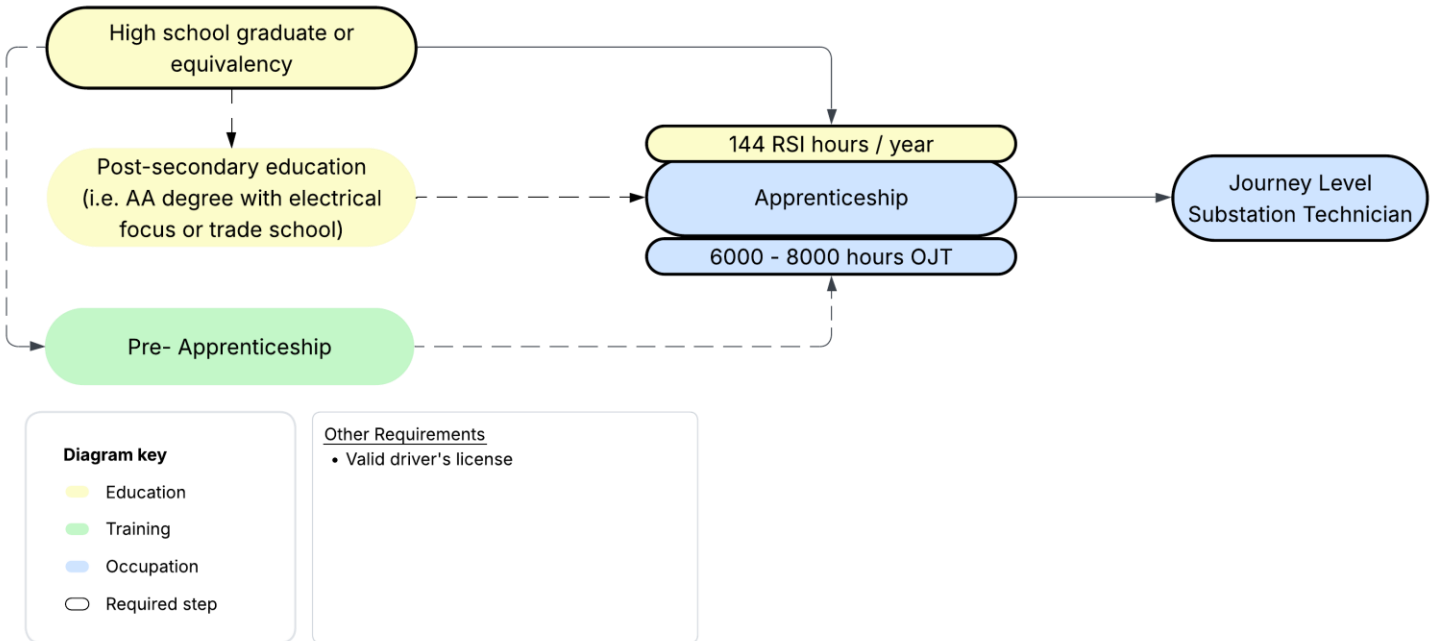 High school graduate or
equivalency
144 RSI hours / year
Post-secondary education
(i.e. AA degree with electrical
focus or trade school)
Apprenticeship
Journey Level
Substation Technician
6000 - 8000 hours OJT
Pre- Apprenticeship
Diagram key
Education
Training
Occupation
Required step
Other Requirements
• Valid driver's license